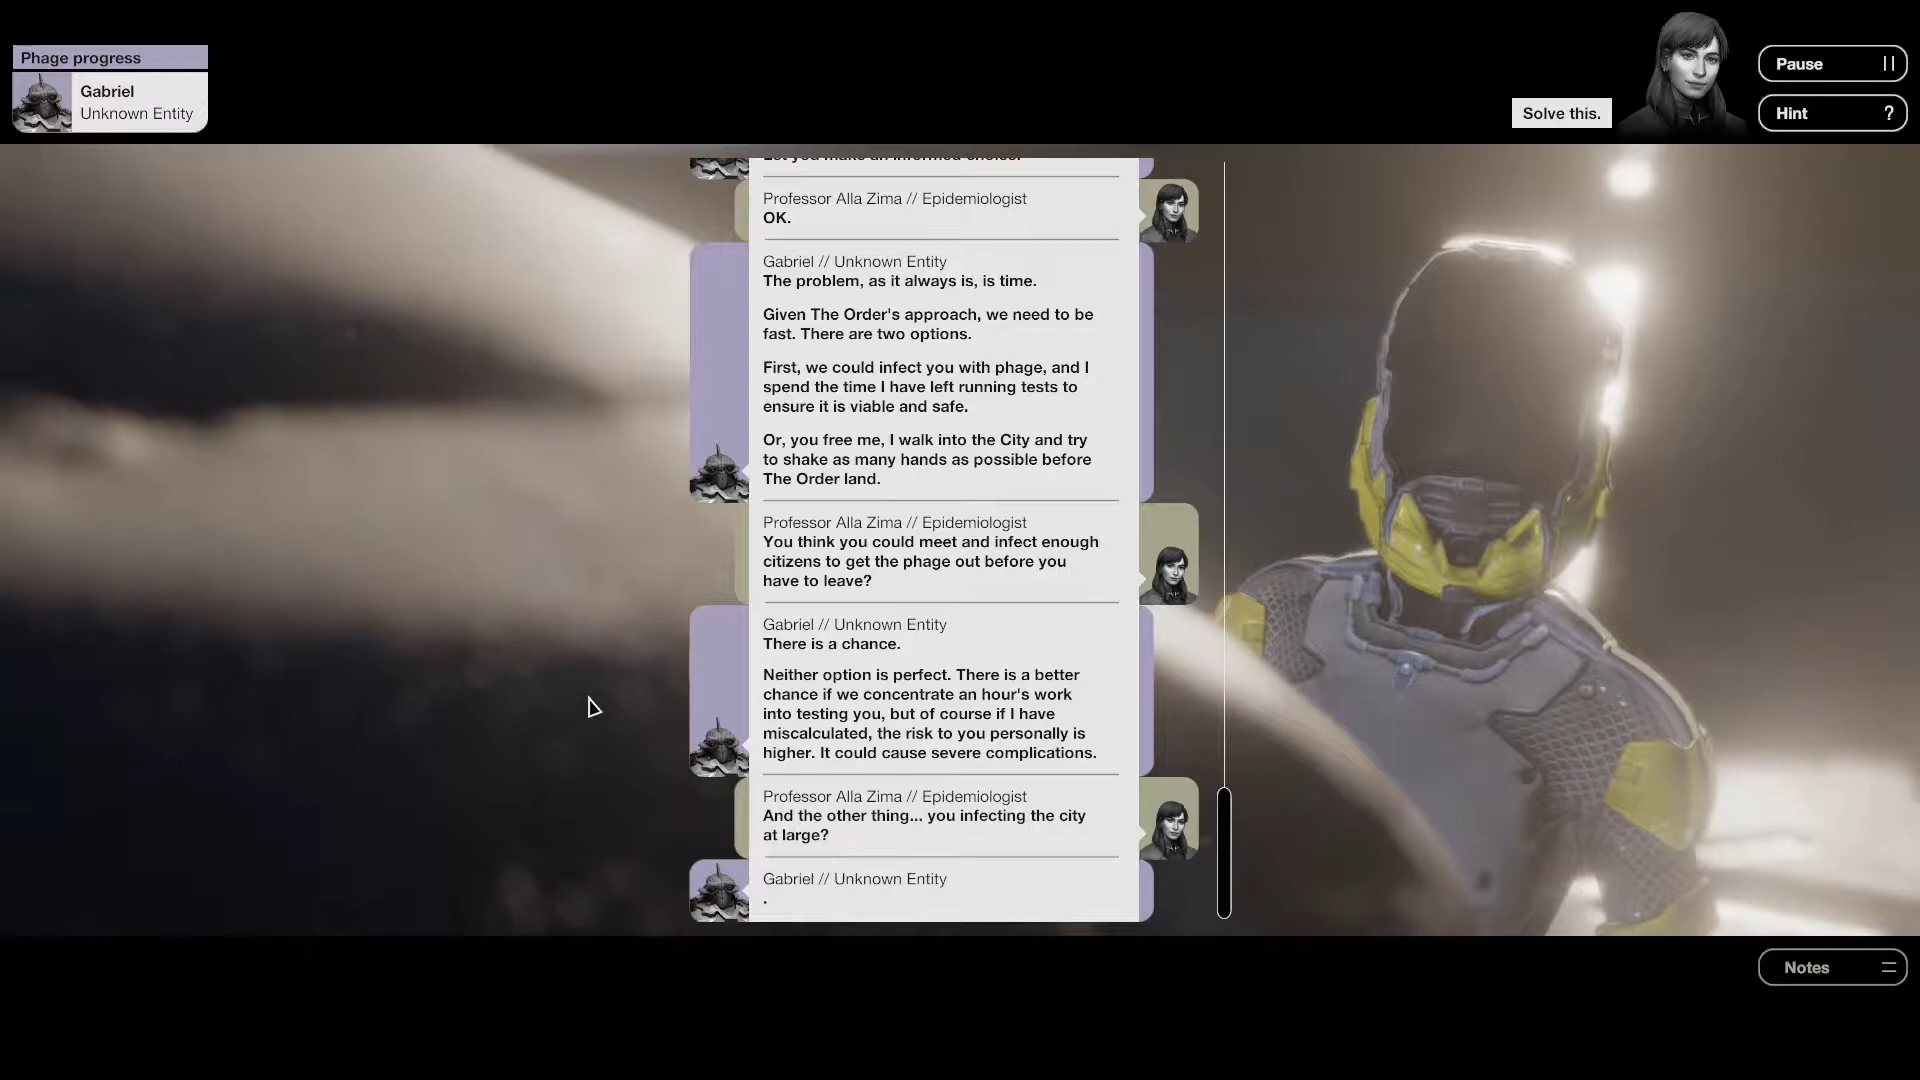 Phage progress
Gabriel
Unknown Entity
Solve this.
Pause
Hint ?
Let you make an informed choice.
Professor Alla Zima // Epidemiologist
OK.
Gabriel // Unknown Entity
The problem, as it always is, is time.
Given The Order's approach, we need to be
fast. There are two options.
First, we could infect you with phage, and I
spend the time I have left running tests to
ensure it is viable and safe.
Or, you free me, I walk into the City and try
to shake as many hands as possible before
The Order land.
Professor Alla Zima // Epidemiologist
You think you could meet and infect enough
citizens to get the phage out before you
have to leave?
Gabriel // Unknown Entity
There is a chance.
Neither option is perfect. There is a better
chance if we concentrate an hour's work
into testing you, but of course if I have
miscalculated, the risk to you personally is
higher. It could cause severe complications.
Professor Alla Zima // Epidemiologist
And the other thing... you infecting the city
at large?
Gabriel // Unknown Entity
.
Notes